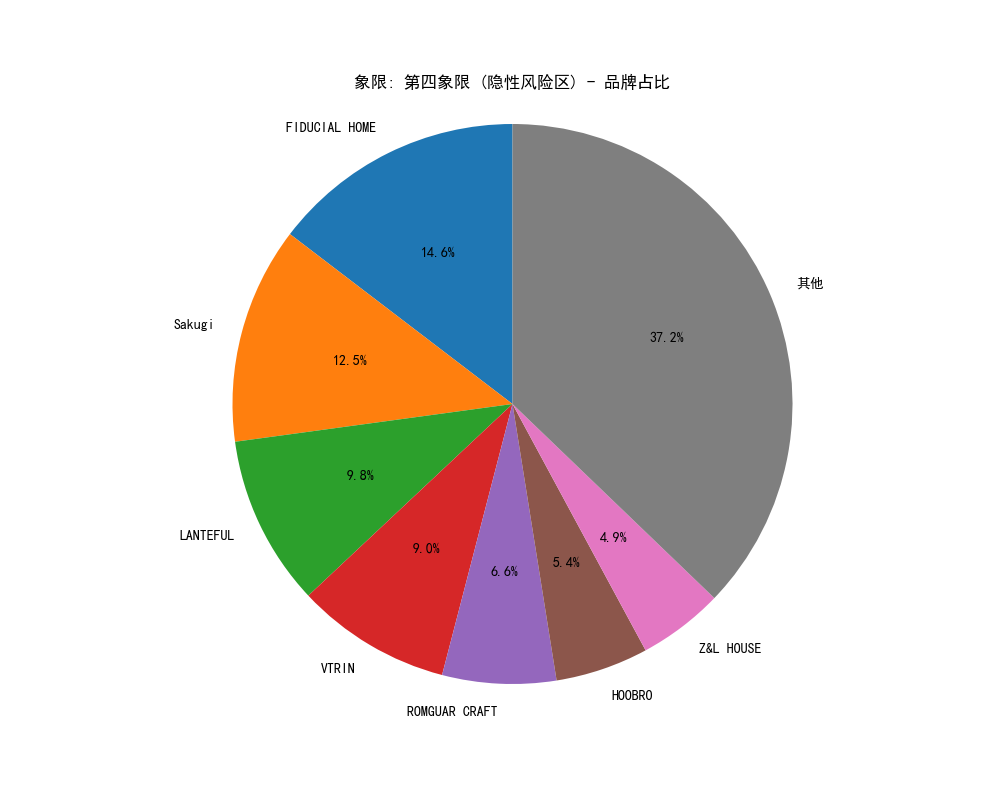 象限: 第四象限 (隐性风险区) - 品牌占比
FIDUCIAL HOME
14.6%
其他
37.2%
Sakugi
12.5%
LANTEFUL
9.8%
VTRIN
9.0%
ROMGUAR CRAFT
6.6%
HOOBRO
5.4%
Z&L HOUSE
4.9%